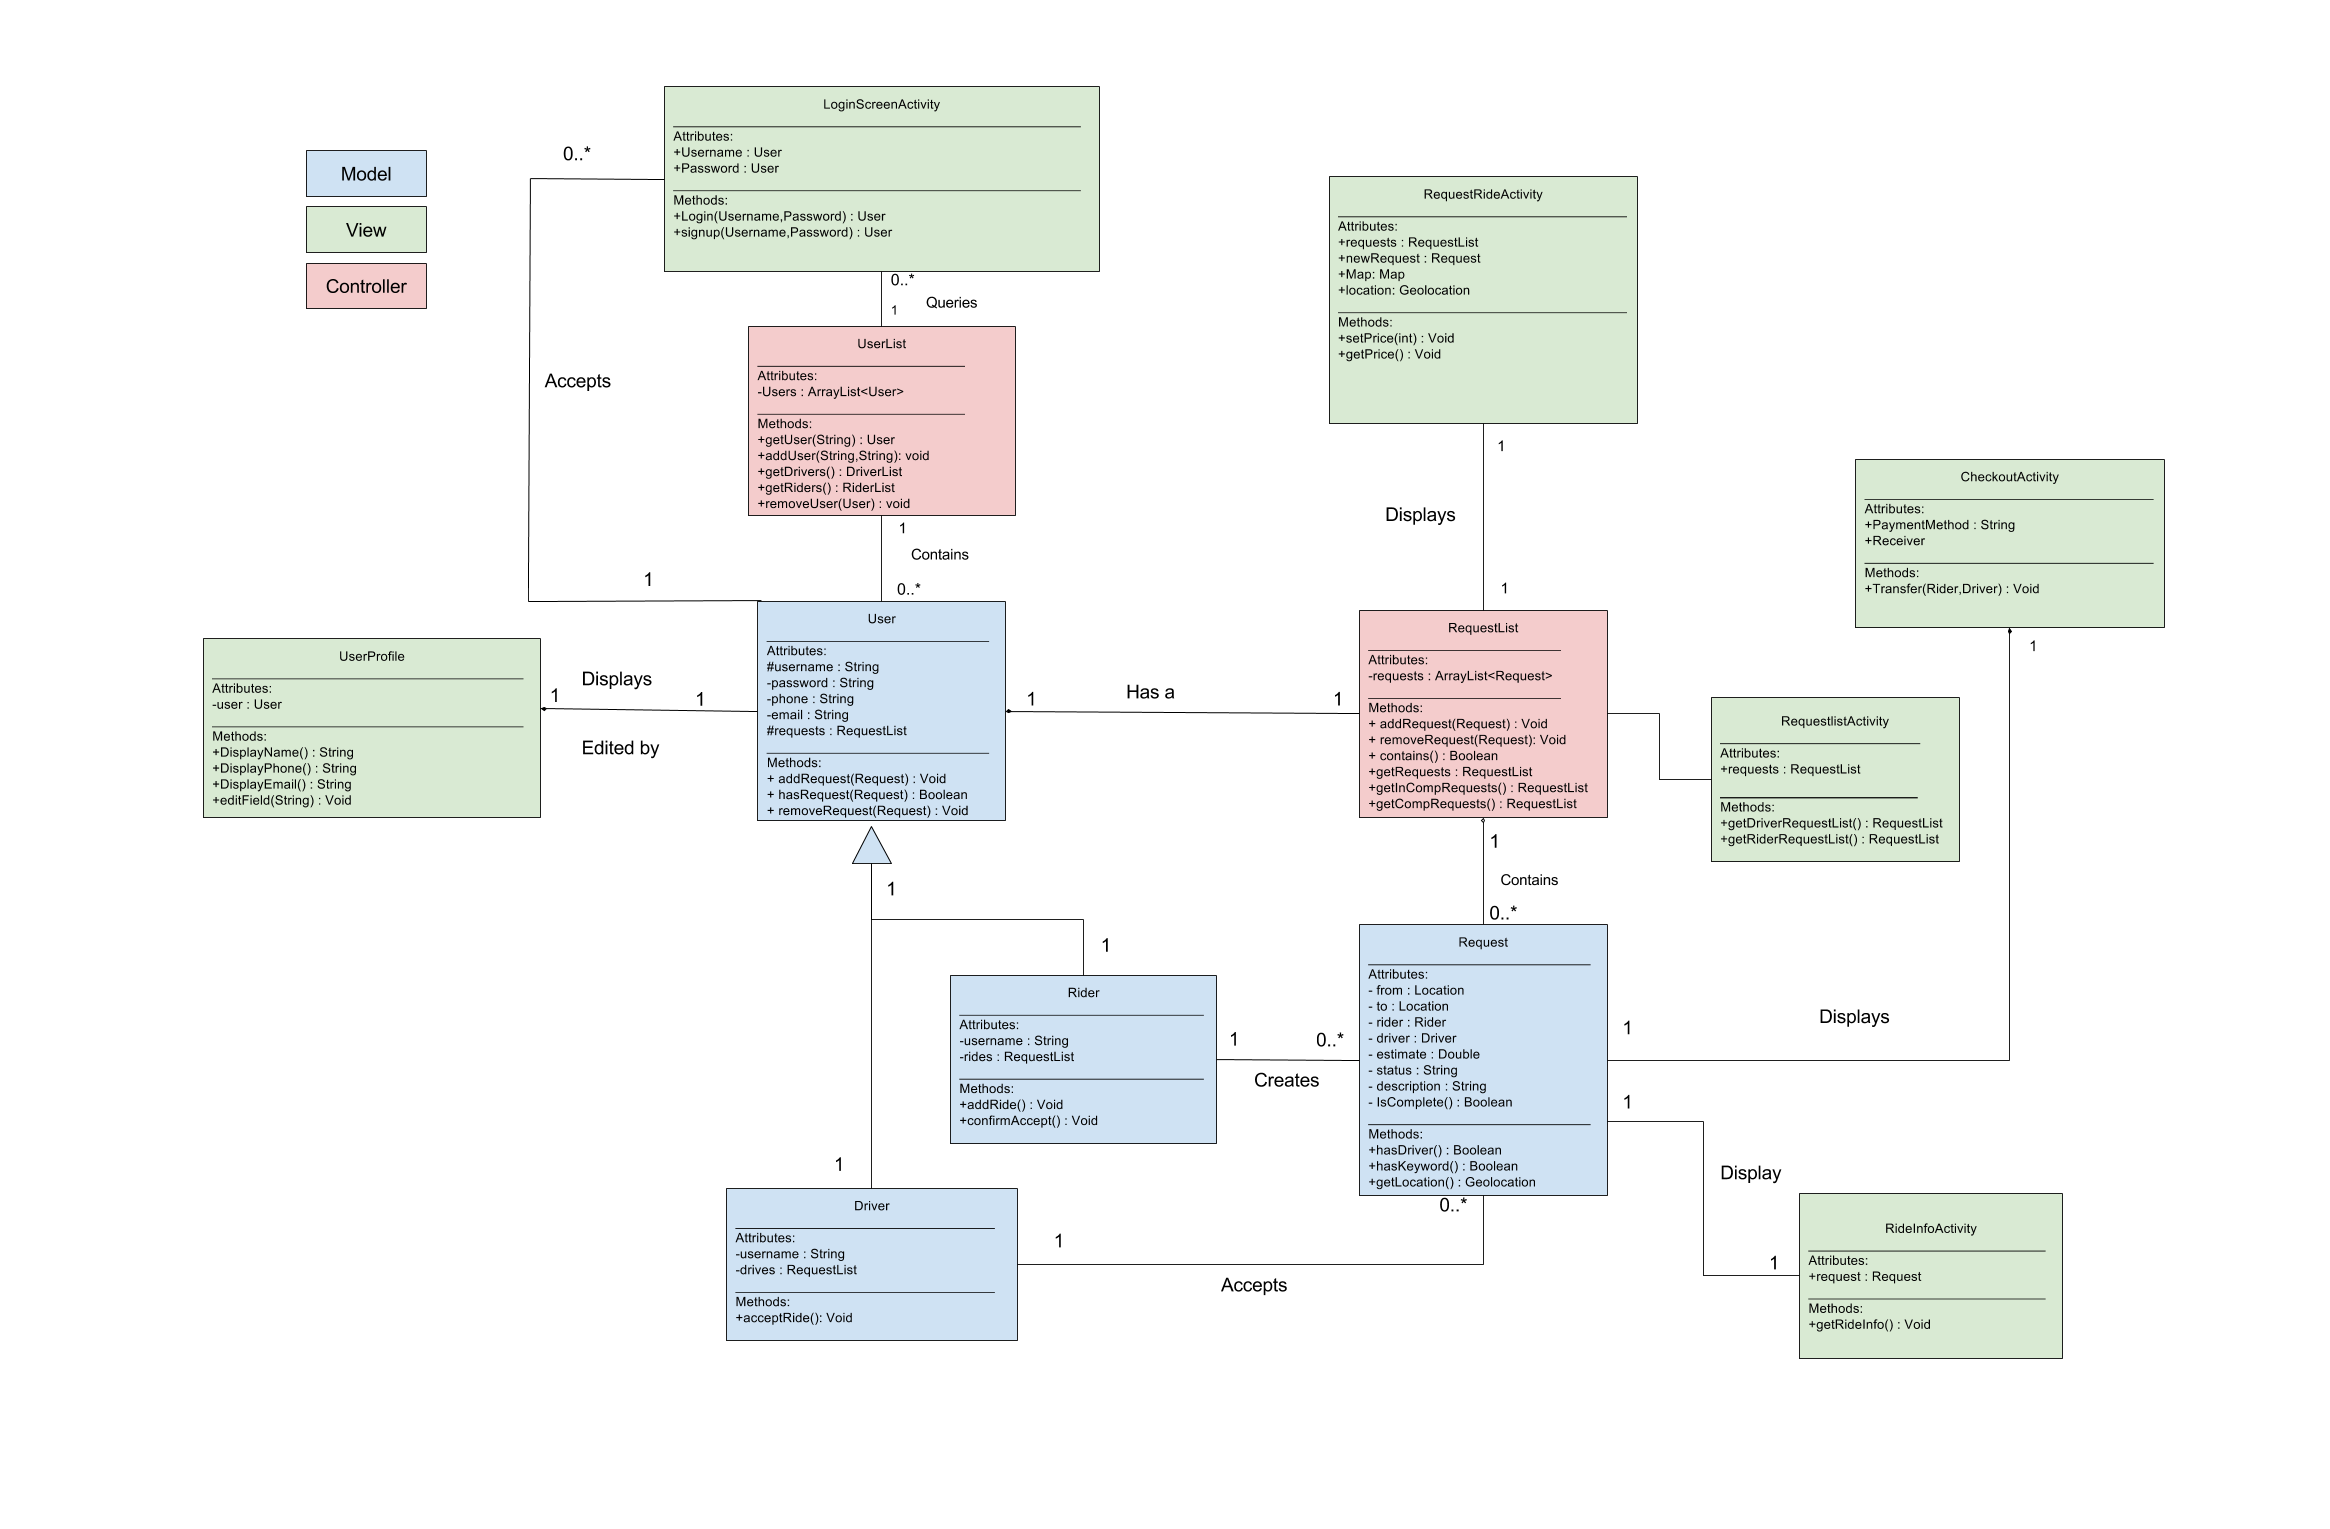 Model
View
Controller
LoginScreenActivity
Attributes:
+Username : User
+Password : User
Methods:
+Login(Username,Password) : User
+signup(Username,Password) : User
0..*
Accepts
1
0..*
Queries
1
UserList
Attributes:
-Users : ArrayList<User>
Methods:
+getUser(String) : User
+addUser(String,String): void
+getDrivers() : DriverList
+getRiders() : RiderList
+removeUser(User) : void
1
Contains
0..*
User
Attributes:
#username : String
-password : String
-phone : String
-email : String
#requests : RequestList
Methods:
+ addRequest(Request) : Void
+ hasRequest(Request) : Boolean
+ removeRequest(Request) : Void
UserProfile
Attributes:
-user : User
Methods:
+DisplayName() : String
+DisplayPhone() : String
+DisplayEmail() : String
+editField(String) : Void
Displays
1
1
Edited by
1
Has a
1
RequestRideActivity
Attributes:
+requests : RequestList
+newRequest : Request
+Map: Map
+location: Geolocation
Methods:
+setPrice(int) : Void
+getPrice() : Void
1
Displays
1
RequestList
Attributes:
-requests : ArrayList<Request>
Methods:
+ addRequest(Request) : Void
+ removeRequest(Request): Void
+ contains() : Boolean
+getRequests : RequestList
+getInCompRequests() : RequestList
+getCompRequests() : RequestList
CheckoutActivity
Attributes:
+PaymentMethod : String
+Receiver
Methods:
+Transfer(Rider,Driver) : Void
1
RequestlistActivity
Attributes:
+requests : RequestList
Methods:
+getDriverRequestList() : RequestList
+getRiderRequestList() : RequestList
1
Contains
0..*
Request
Attributes:
- from : Location
- to : Location
- rider : Rider
- driver : Driver
- estimate : Double
- status : String
- description : String
- IsComplete() : Boolean
Methods:
+hasDriver() : Boolean
+hasKeyword() : Boolean
+getLocation() : Geolocation
1
Displays
1
Display
1
RideInfoActivity
Attributes:
+request : Request
Methods:
+getRideInfo() : Void
1
1
Rider
Attributes:
-username : String
-rides : RequestList
Methods:
+addRide() : Void
+confirmAccept() : Void
1
0..*
Creates
1
Driver
Attributes:
-username : String
-drives : RequestList
Methods:
+acceptRide(): Void
1
0..*
Accepts